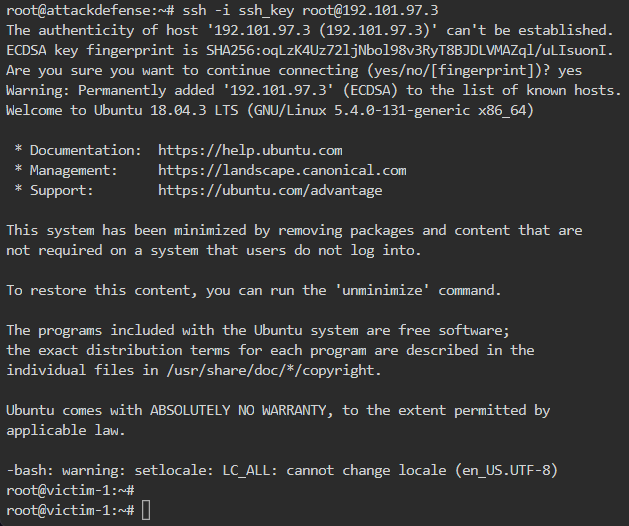 root@attackdefense:~# ssh -i ssh_key root@192.101.97.3
The authenticity of host '192.101.97.3 (192.101.97.3)' can't be established.
ECDSA key fingerprint is SHA256:oqLzK4Uz72ljNbol98v3RyT8BJDLVMAZql/uLIsuonI.
Are you sure you want to continue connecting (yes/no/[fingerprint])? yes
Warning: Permanently added '192.101.97.3' (ECDSA) to the list of known hosts.
Welcome to Ubuntu 18.04.3 LTS (GNU/Linux 5.4.0-131-generic x86_64)

 * Documentation:  https://help.ubuntu.com
 * Management:     https://landscape.canonical.com
 * Support:        https://ubuntu.com/advantage

This system has been minimized by removing packages and content that are
not required on a system that users do not log into.

To restore this content, you can run the 'unminimize' command.

The programs included with the Ubuntu system are free software;
the exact distribution terms for each program are described in the
individual files in /usr/share/doc/*/copyright.

Ubuntu comes with ABSOLUTELY NO WARRANTY, to the extent permitted by
applicable law.

-bash: warning: setlocale: LC_ALL: cannot change locale (en_US.UTF-8)
root@victim-1:~#
root@victim-1:~#